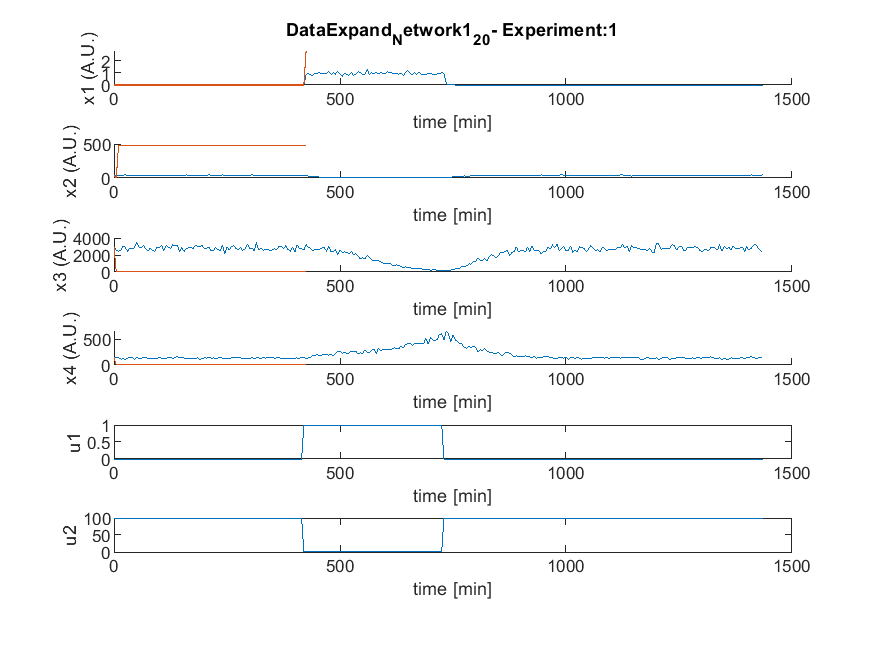 DataExpand_Network1_20- Experiment:1
x1 (A.U.)
2
1
0
0 500 1000 1500
time [min]
x2 (A.U.)
500
0
0 500 1000 1500
time [min]
x3 (A.U.)
4000
2000
0
0 500 1000 1500
time [min]
x4 (A.U.)
500
0
0 500 1000 1500
time [min]
u1
1
0.5
0
0 500 1000 1500
time [min]
u2
100
50
0
0 500 1000 1500
time [min]